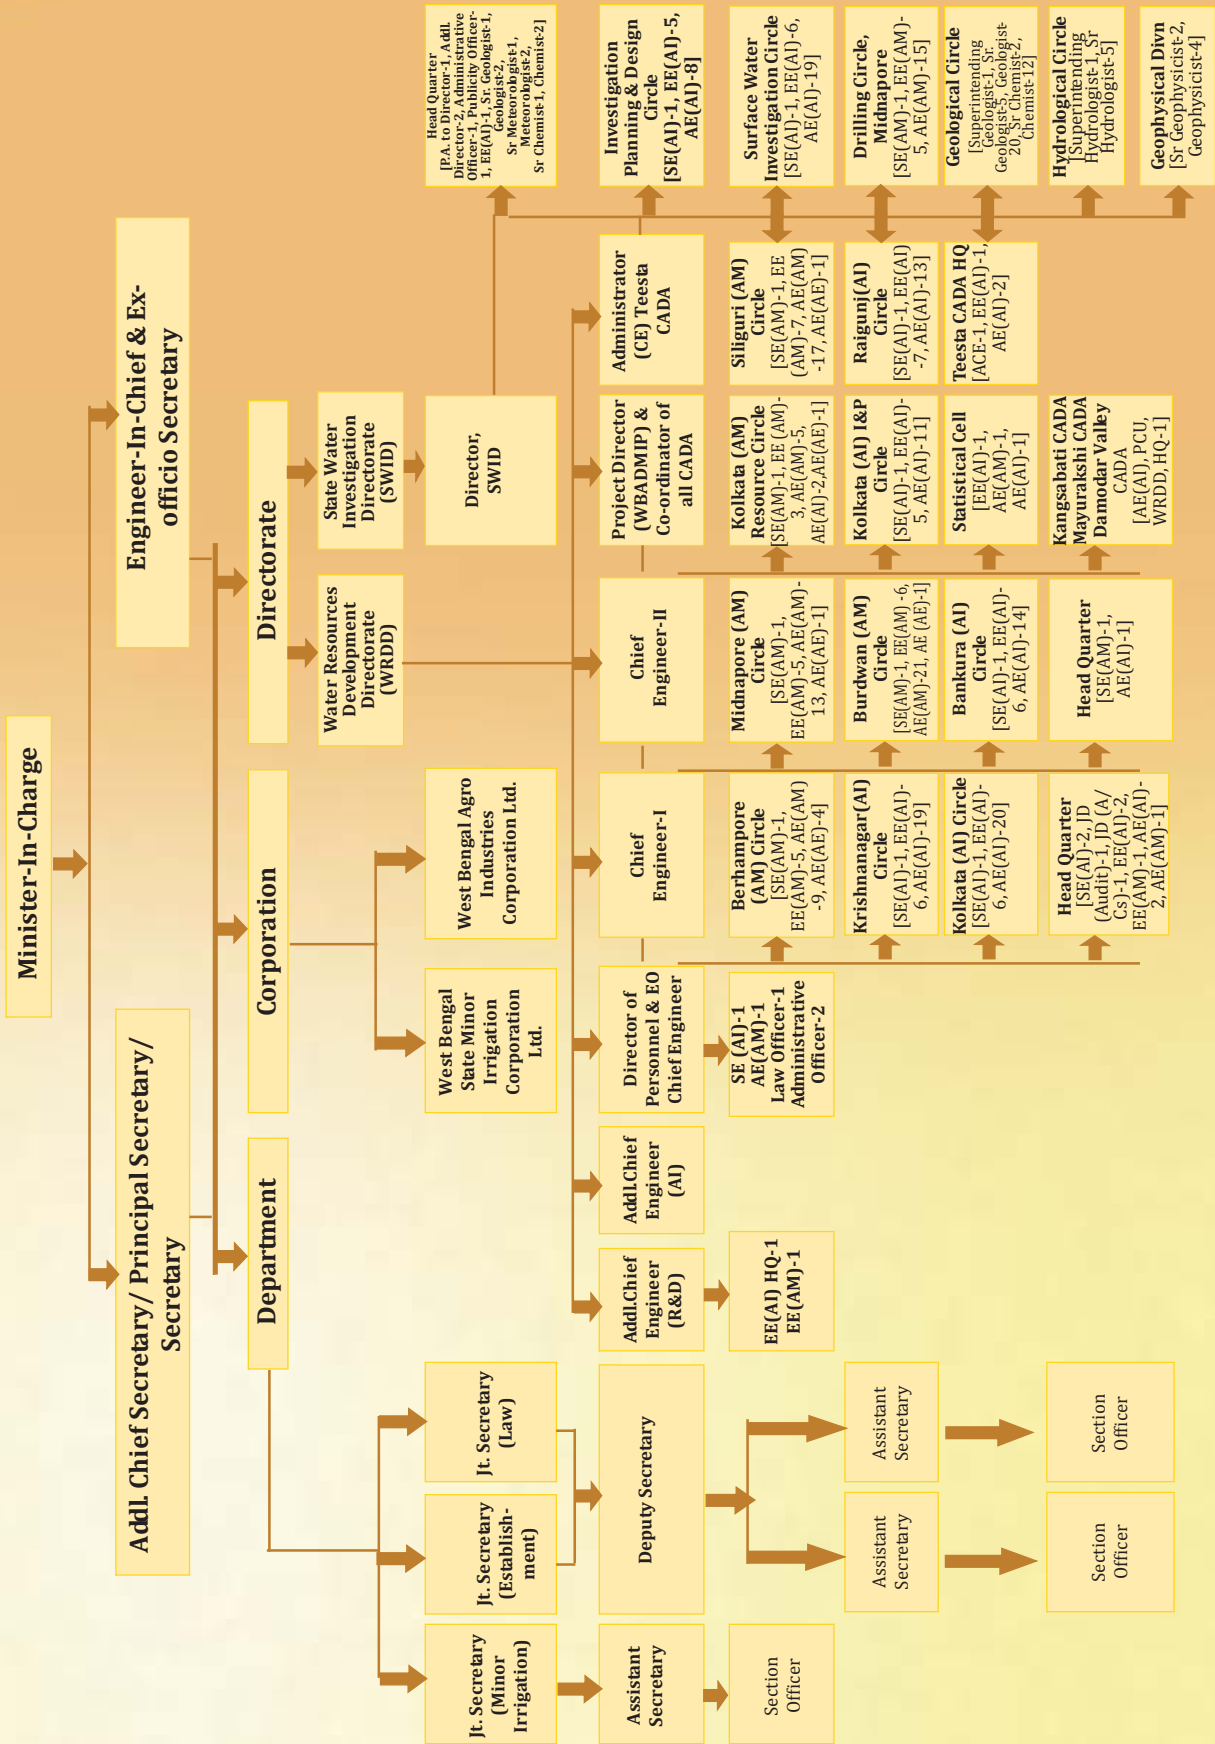 Minister-In-Charge
Addl. Chief Secretary/ Principal Secretary/
Secretary
Engineer-In-Chief & Ex-
officio Secretary
Department
Corporation
Directorate
Water Resources
Development
Directorate
(WRDD)
State Water
Investigation
Directorate
(SWID)
Jt. Secretary
(Minor
Irrigation)
Jt. Secretary
(Establish-
ment)
Jt. Secretary
(Law)
West Bengal
State Minor
Irrigation
Corporation
Ltd.
West Bengal Agro
Industries
Corporation Ltd.
Director,
SWID
Head Quarter
[P.A. to Director-1, Addl.
Director-2, Administrative
Officer-1, Publicity Officer-
1, EE(AI)-1, Sr. Geologist-1,
Geologist-2,
Sr Meteorologist-1,
Meteorologist-2,
Sr Chemist-1, Chemist-2]
Assistant
Secretary
Deputy Secretary
Addl.Chief
Engineer
(R&D)
Addl.Chief
Engineer
(AI)
Director of
Personnel & EO
Chief Engineer
Chief
Engineer-I
Chief
Engineer-II
Project Director
(WBADMIP) &
Co-ordinator of
all CADA
Administrator
(CE) Teesta
CADA
Investigation
Planning & Design
Circle
[SE(AI)-1, EE(AI)-5,
AE(AI)-8]
Section
Officer
EE(AI) HQ-1
EE(AM)-1
SE (AI)-1
AE(AM)-1
Law Officer-1
Administrative
Officer-2
Berhampore
(AM) Circle
[SE(AM)-1,
EE(AM)-5, AE(AM)
-9, AE(AE)-4]
Midnapore (AM)
Circle
[SE(AM)-1,
EE(AM)-5, AE(AM)-
13, AE(AE)-1]
Kolkata (AM)
Resource Circle
[SE(AM)-1, EE (AM)-
3, AE(AM)-5,
AE(AI)-2,AE(AE)-1]
Siliguri (AM)
Circle
[SE(AM)-1, EE
(AM)-7, AE(AM)
-17, AE(AE)-1]
Surface Water
Investigation Circle
[SE(AI)-1, EE(AI)-6,
AE(AI)-19]
Assistant
Secretary
Assistant
Secretary
Krishnanagar(AI)
Circle
[SE(AI)-1, EE(AI)-
6, AE(AI)-19]
Burdwan (AM)
Circle
[SE(AM)-1, EE(AM) -6,
AE(AM)-21, AE (AE)-1]
Kolkata (AI) I&P
Circle
[SE(AI)-1, EE(AI)-
5, AE(AI)-11]
Raigunj(AI)
Circle
[SE(AI)-1, EE(AI)
-7, AE(AI)-13]
Drilling Circle,
Midnapore
[SE(AM)-1, EE(AM)-
5, AE(AM)-15]
Kolkata (AI) Circle
[SE(AI)-1, EE(AI)-
6, AE(AI)-20]
Bankura (AI)
Circle
[SE(AI)-1, EE(AI)-
6, AE(AI)-14]
Statistical Cell
[EE(AI)-1,
AE(AM)-1,
AE(AI)-1]
Teesta CADA HQ
[ACE-1, EE(AI)-1,
AE(AI)-2]
Geological Circle
[Superintending
Geologist-1, Sr.
Geologist-5, Geologist-
20, Sr Chemist-2,
Chemist-12]
Section
Officer
Section
Officer
Head Quarter
[SE(AI)-2, JD
(Audit)-1, JD (A/
Cs)-1, EE(AI)-2,
EE(AM)-1, AE(AI)-
2, AE(AM)-1]
Head Quarter
[SE(AM)-1,
AE(AI)-1]
Kangsabati CADA
Mayurakshi CADA
Damodar Valley
CADA
[AE(AI), PCU,
WRDD, HQ-1]
Hydrological Circle
[Superintending
Hydrologist-1, Sr
Hydrologist-5]
Geophysical Divn
[Sr Geophysicist-2,
Geophysicist-4]